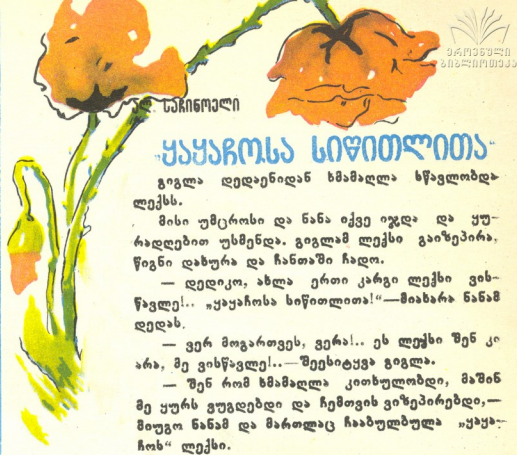 ეროვნული
ბიბლიოთეკა
ლ. საჩინოელი
„ყაყაჩოსა სიწითლითა“
გიგლა დედაენიდან ხმამაღლა სწავლობდა
ლექსს.
მისი უმცროსი და ნანა იქვე იჯდა და ყუ-
რადღებით უსმენდა. გიგლამ ლექსი გაიზეპირა,
წიგნი დახურა და ჩანთაში ჩადო.
— დედიკო, ახლა ერთი კარგი ლექსი ვის-
წავლე!.. „ყაყაჩოსა სიწითლითა!“—მიახარა ნანამ
დედას.
— ვერ მოგართვეს, ვერა!.. ეს ლექსი შენ კი
არა, მე ვისწავლე!..—შეესიტყვა გიგლა.
— შენ რომ ხმამაღლა კითხულობდი, მაშინ
მე ყურს ვუგდებდი და ჩემთვის ვიზეპირებდი,—
მიუგო ნანამ და მართლაც ჩააბულბულა „ყაყა-
ჩოს“ ლექსი.